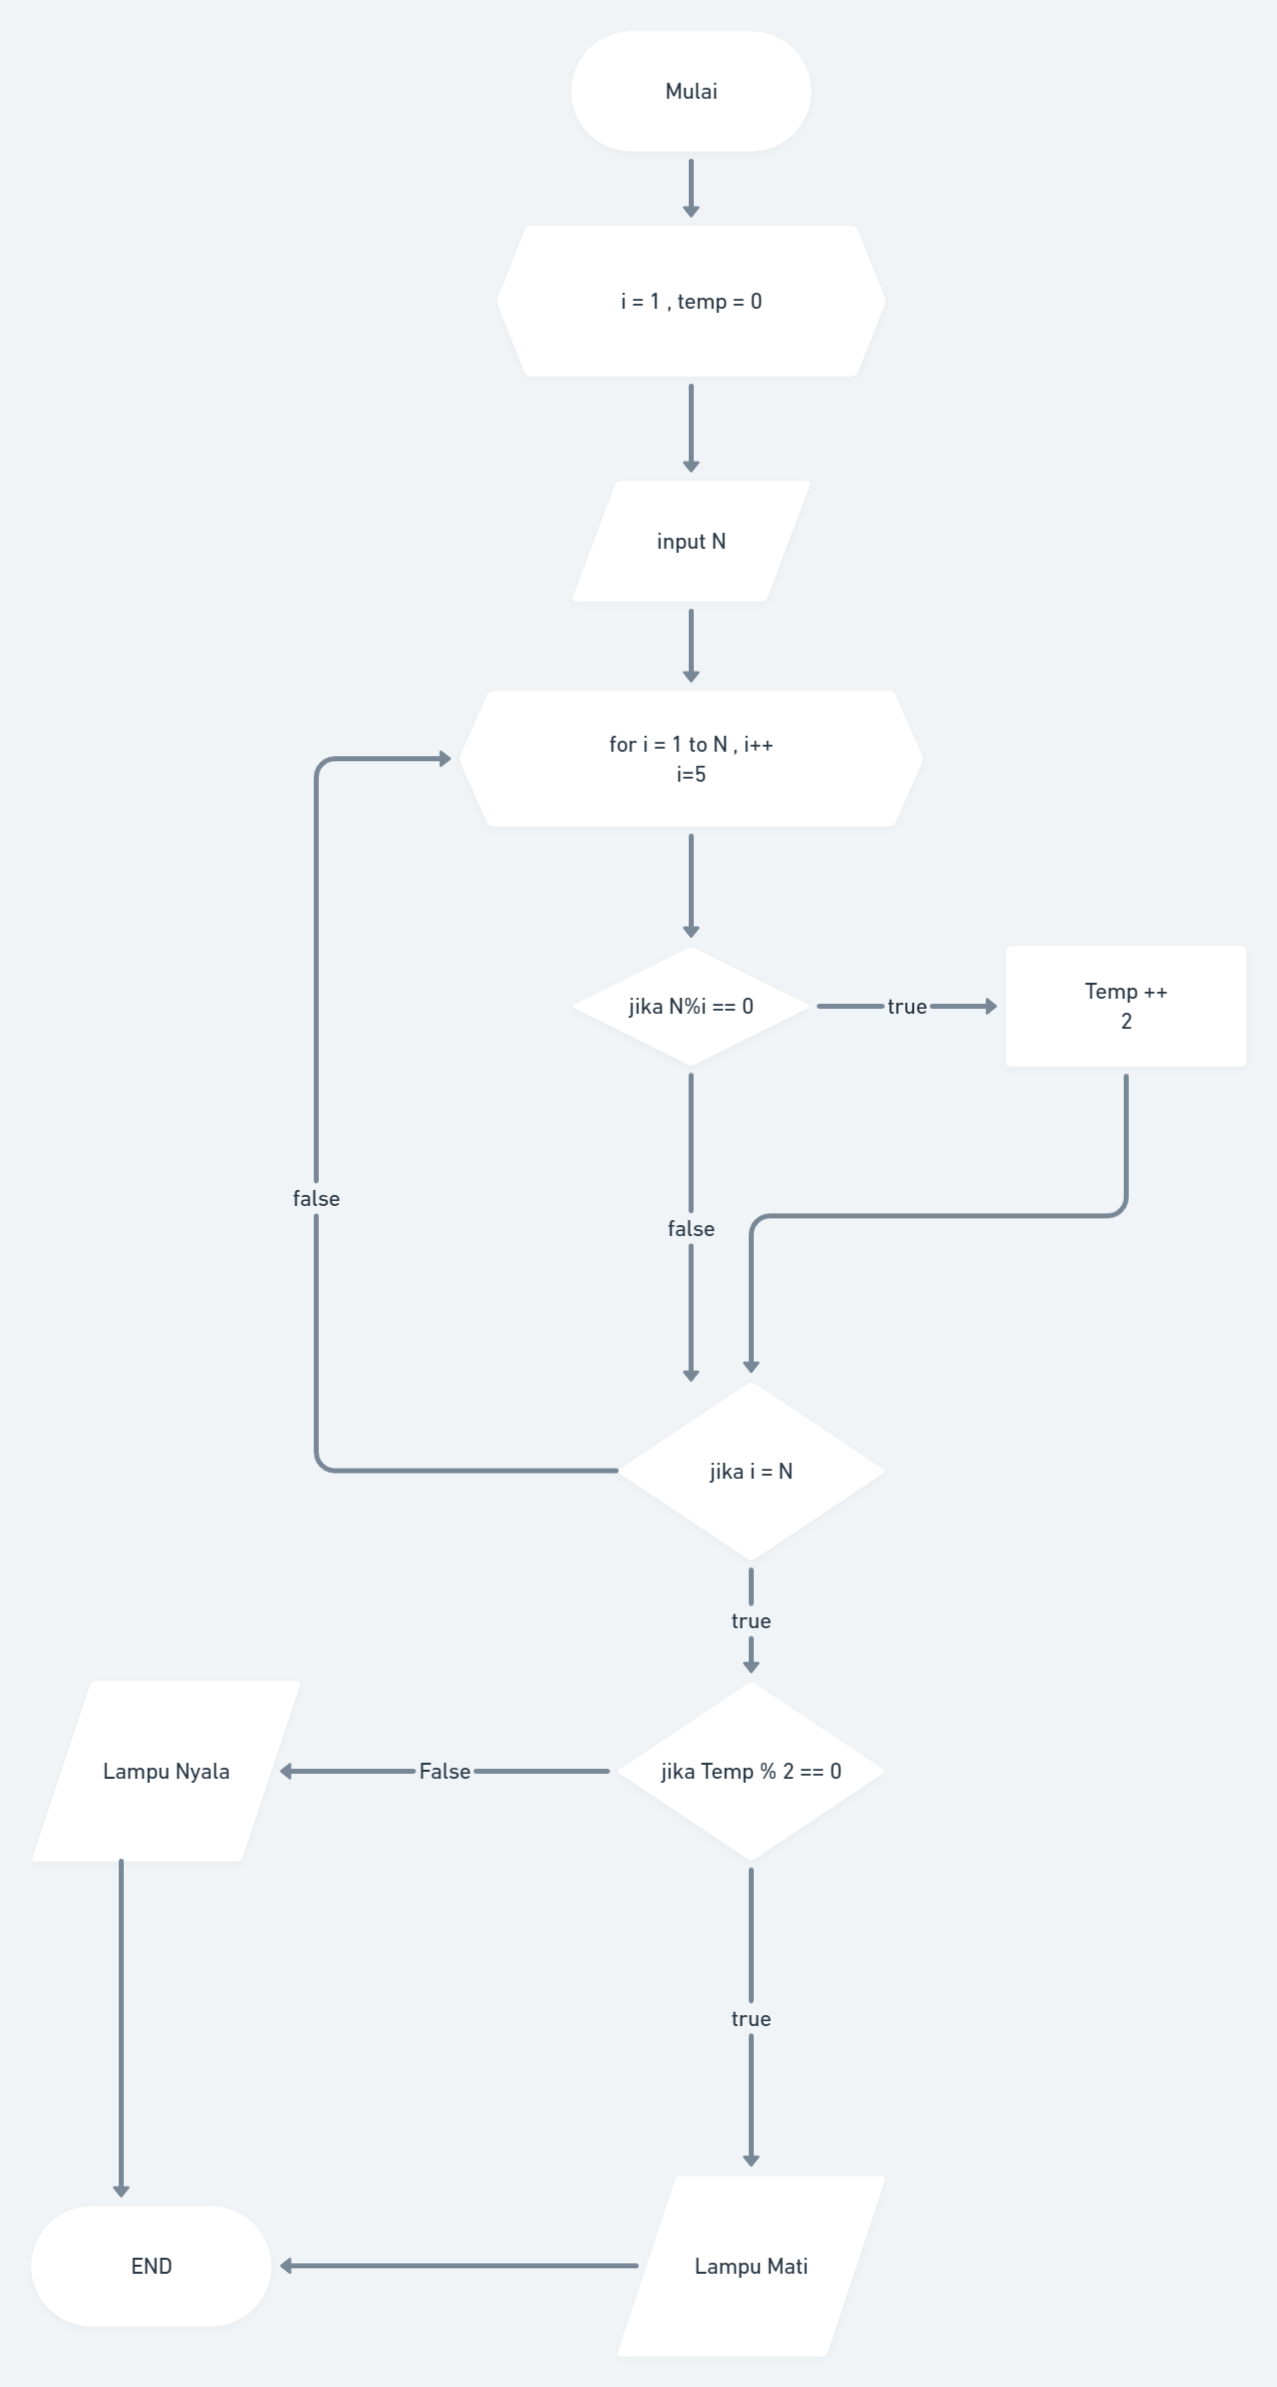 Mulai
i = 1 , temp = 0
input N
for i = 1 to N , i++
i=5
jika N%i == 0
true
Temp ++
2
false
false
jika i = N
true
Lampu Nyala
False
jika Temp % 2 == 0
true
END
Lampu Mati